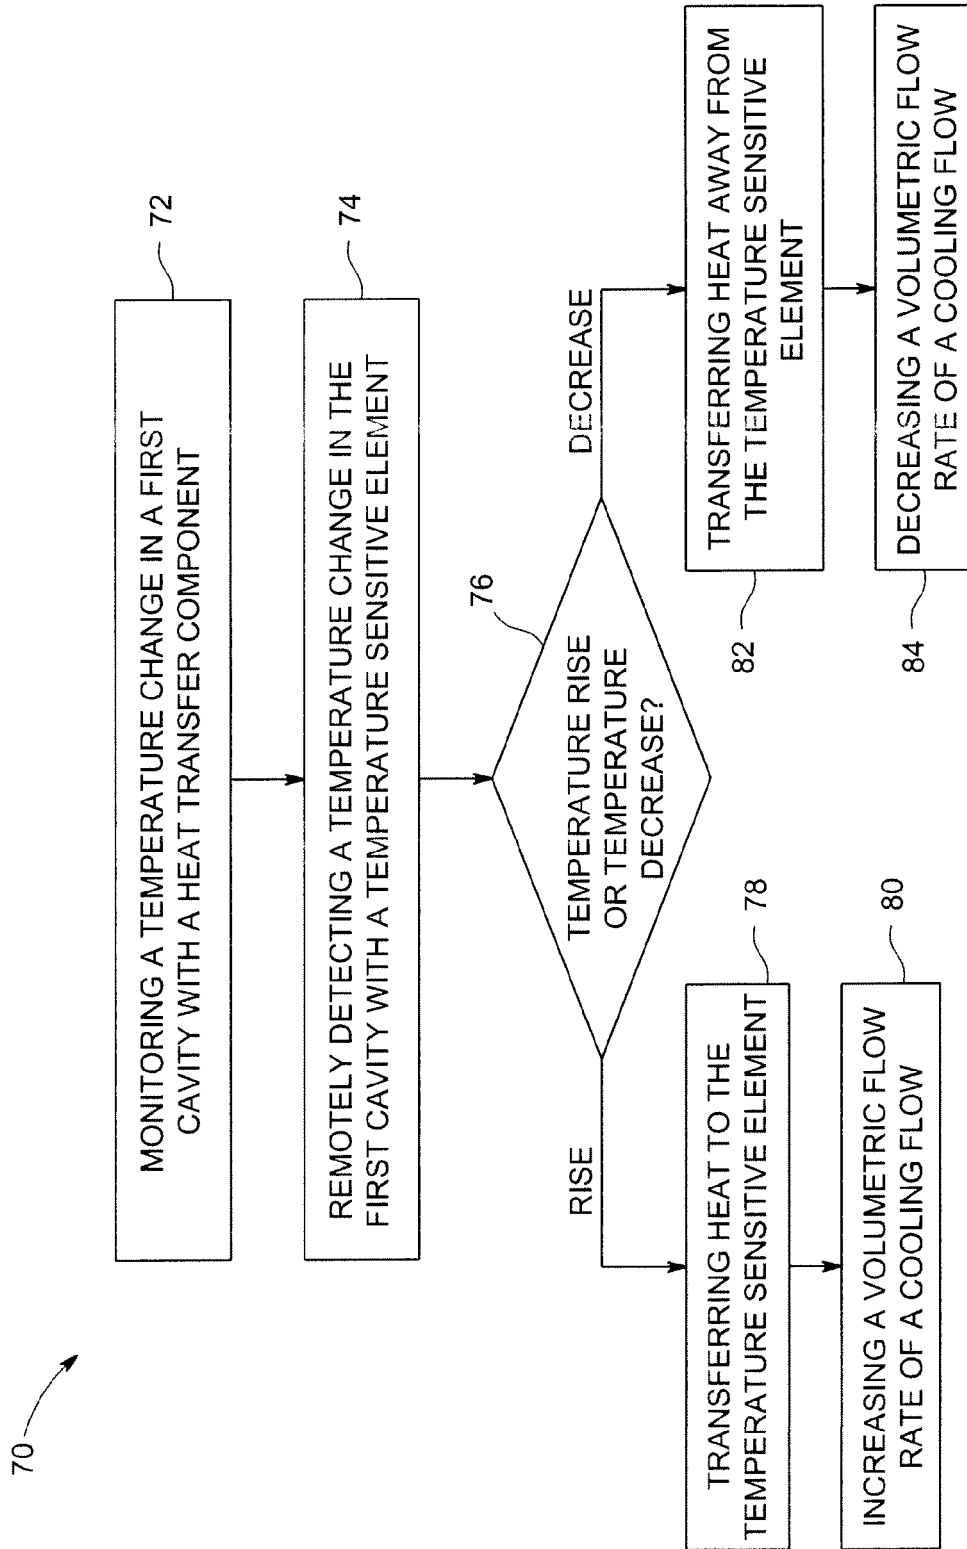 70
72
MONITORING A TEMPERATURE CHANGE IN A FIRST
CAVITY WITH A HEAT TRANSFER COMPONENT
74
REMOTELY DETECTING A TEMPERATURE CHANGE IN THE
FIRST CAVITY WITH A TEMPERATURE SENSITIVE ELEMENT
76
TEMPERATURE RISE
OR TEMPERATURE
DECREASE?
RISE
78
TRANSFERRING HEAT TO THE
TEMPERATURE SENSITIVE ELEMENT
80
INCREASING A VOLUMETRIC FLOW
RATE OF A COOLING FLOW
DECREASE
82
TRANSFERRING HEAT AWAY FROM
THE TEMPERATURE SENSITIVE
ELEMENT
84
DECREASING A VOLUMETRIC FLOW
RATE OF A COOLING FLOW